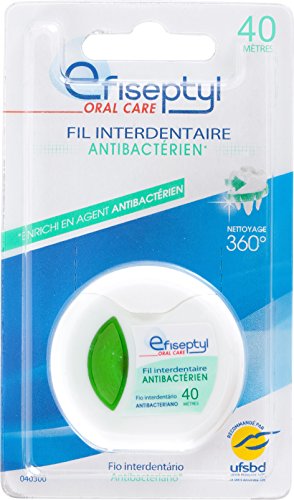 40
MÈTRES
efiseptyl
ORAL CARE
FIL INTERDENTAIRE
ANTIBACTÉRIEN*
*ENRICHI EN AGENT ANTIBACTÉRIEN
NETTOYAGE
360°
efiseptyl
ORAL CARE
Fil interdentaire
ANTIBACTÉRIEN
Fio interdentário
ANTIBACTERIANO
40
MÈTRES
RECOMMANDÉ PAR
ufsbd
040300
Fio interdentário
Antibacteriano*